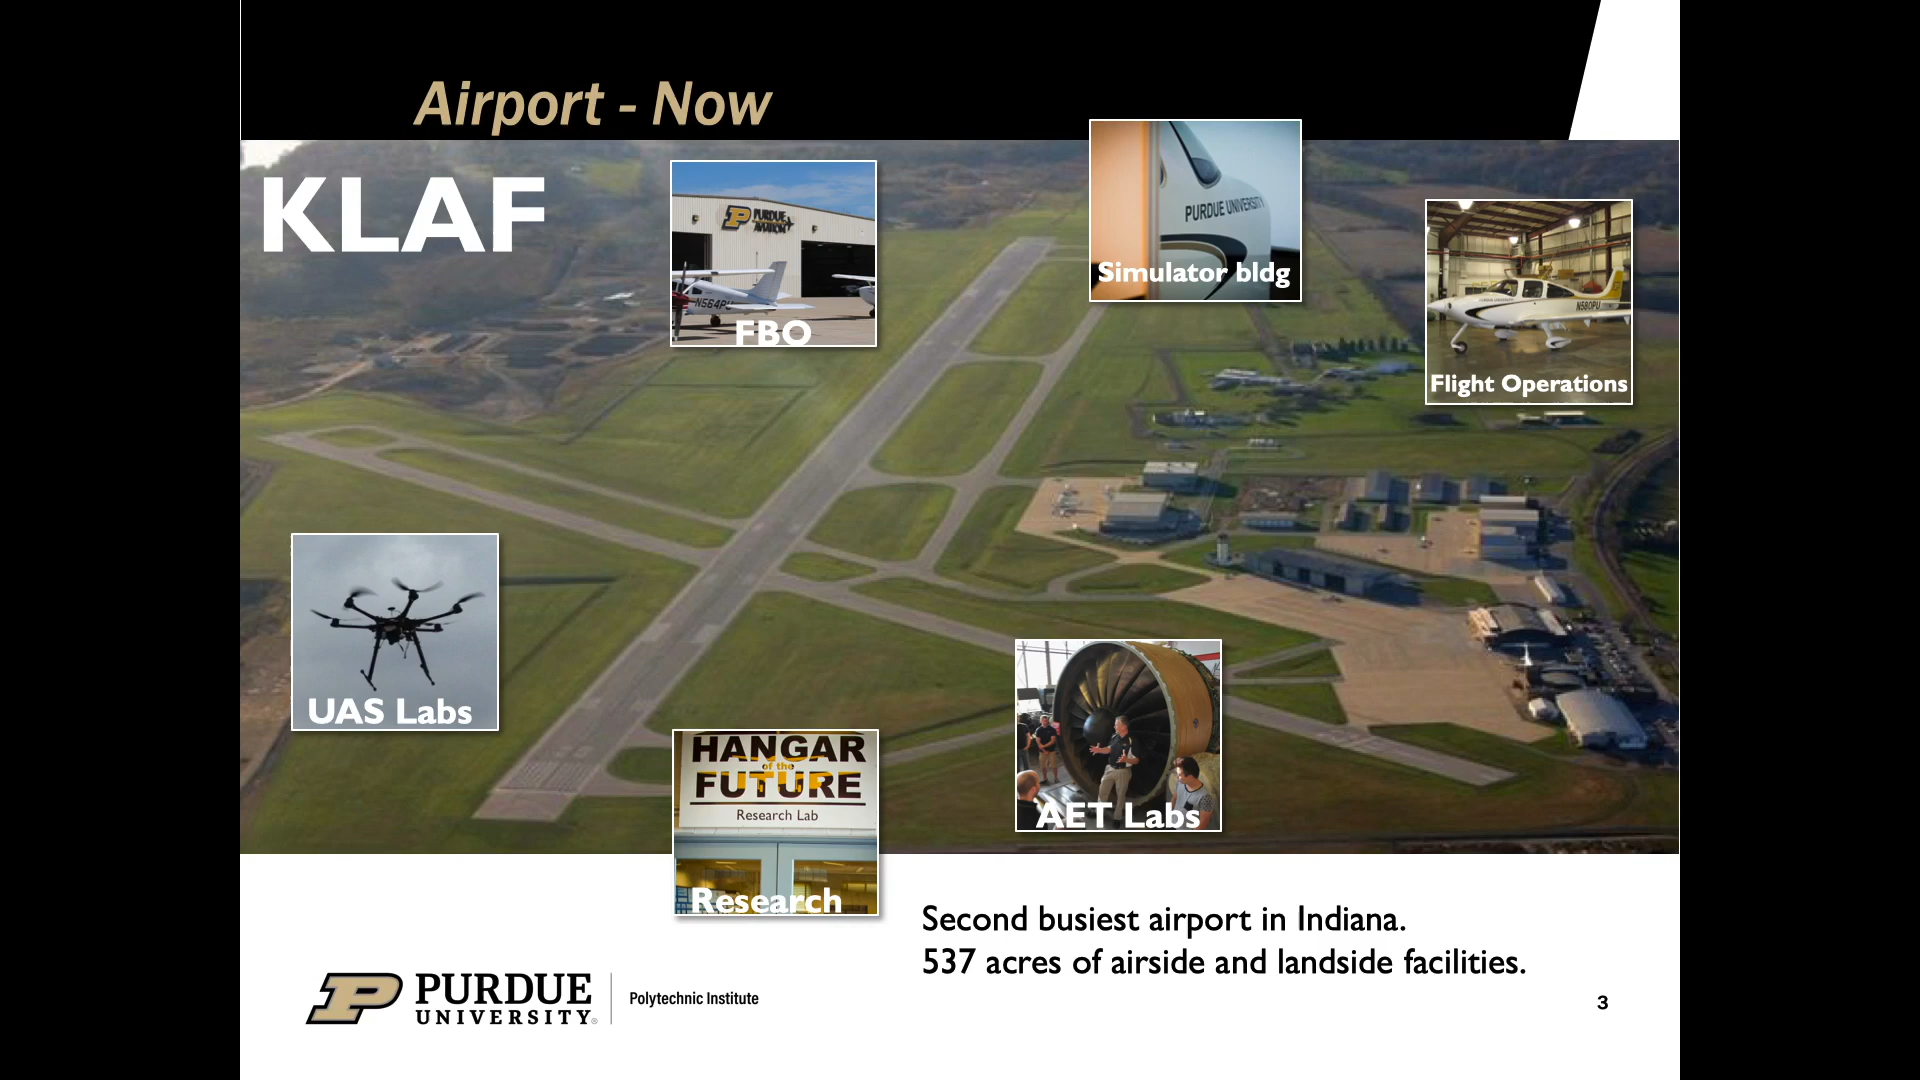 Airport - Now
KLAF
PURDUE
AVIATION
N564PU
FBO
PURDUE UNIVERSITY
Simulator bldg
N580PU
Flight Operations
UAS Labs
HANGAR
of the
FUTURE
Research Lab
Research
AET Labs
Second busiest airport in Indiana.
537 acres of airside and landside facilities.
PURDUE
UNIVERSITY®
Polytechnic Institute
3